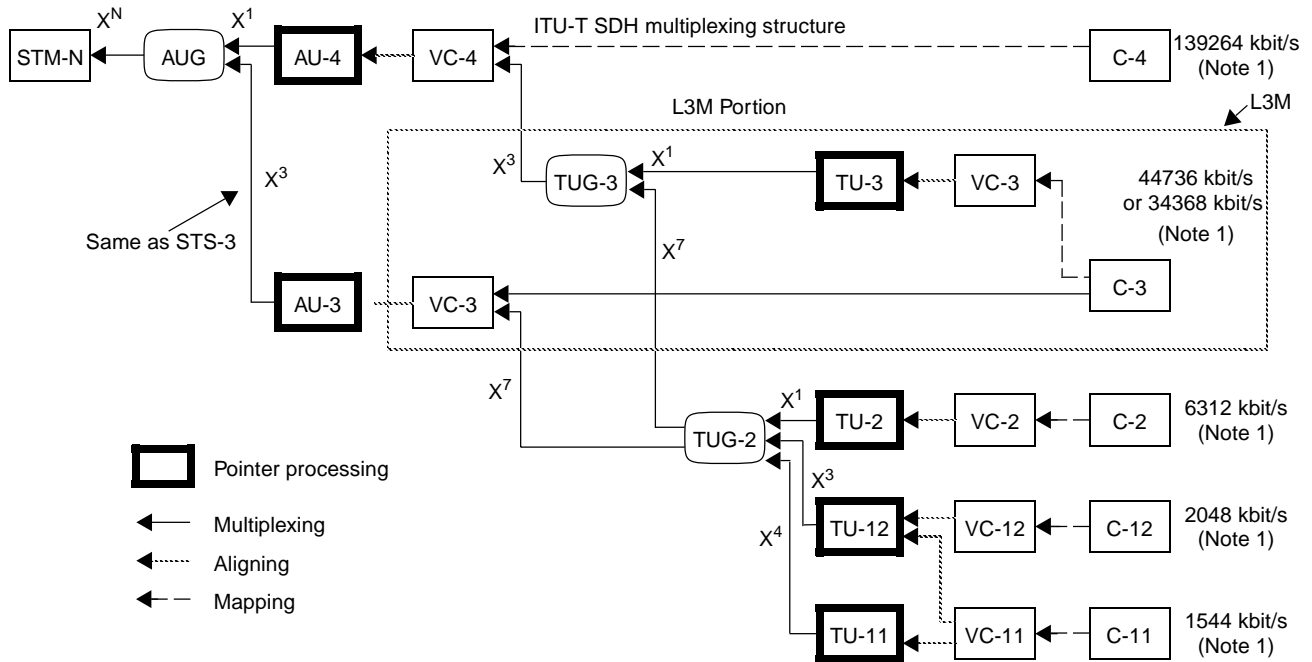 X^N
X^1
ITU-T SDH multiplexing structure
STM-N
AUG
AU-4
VC-4
C-4
139264 kbit/s
(Note 1)
L3M Portion
L3M
X^3
X^3
TUG-3
X^1
TU-3
VC-3
44736 kbit/s
or 34368 kbit/s
(Note 1)
Same as STS-3
X^7
AU-3
VC-3
C-3
X^7
TUG-2
X^1
TU-2
VC-2
C-2
6312 kbit/s
(Note 1)
Pointer processing
X^3
Multiplexing
TU-12
VC-12
C-12
2048 kbit/s
(Note 1)
X^4
Aligning
Mapping
TU-11
VC-11
C-11
1544 kbit/s
(Note 1)